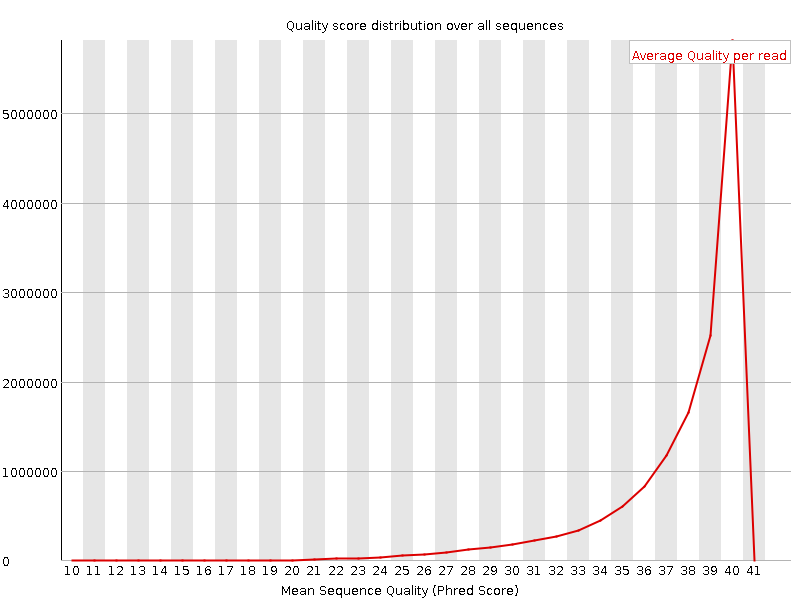 Quality score distribution over all sequences
Average Quality per read
5000000
4000000
3000000
2000000
1000000
0
10 11 12 13 14 15 16 17 18 19 20 21 22 23 24 25 26 27 28 29 30 31 32 33 34 35 36 37 38 39 40 41
Mean Sequence Quality (Phred Score)